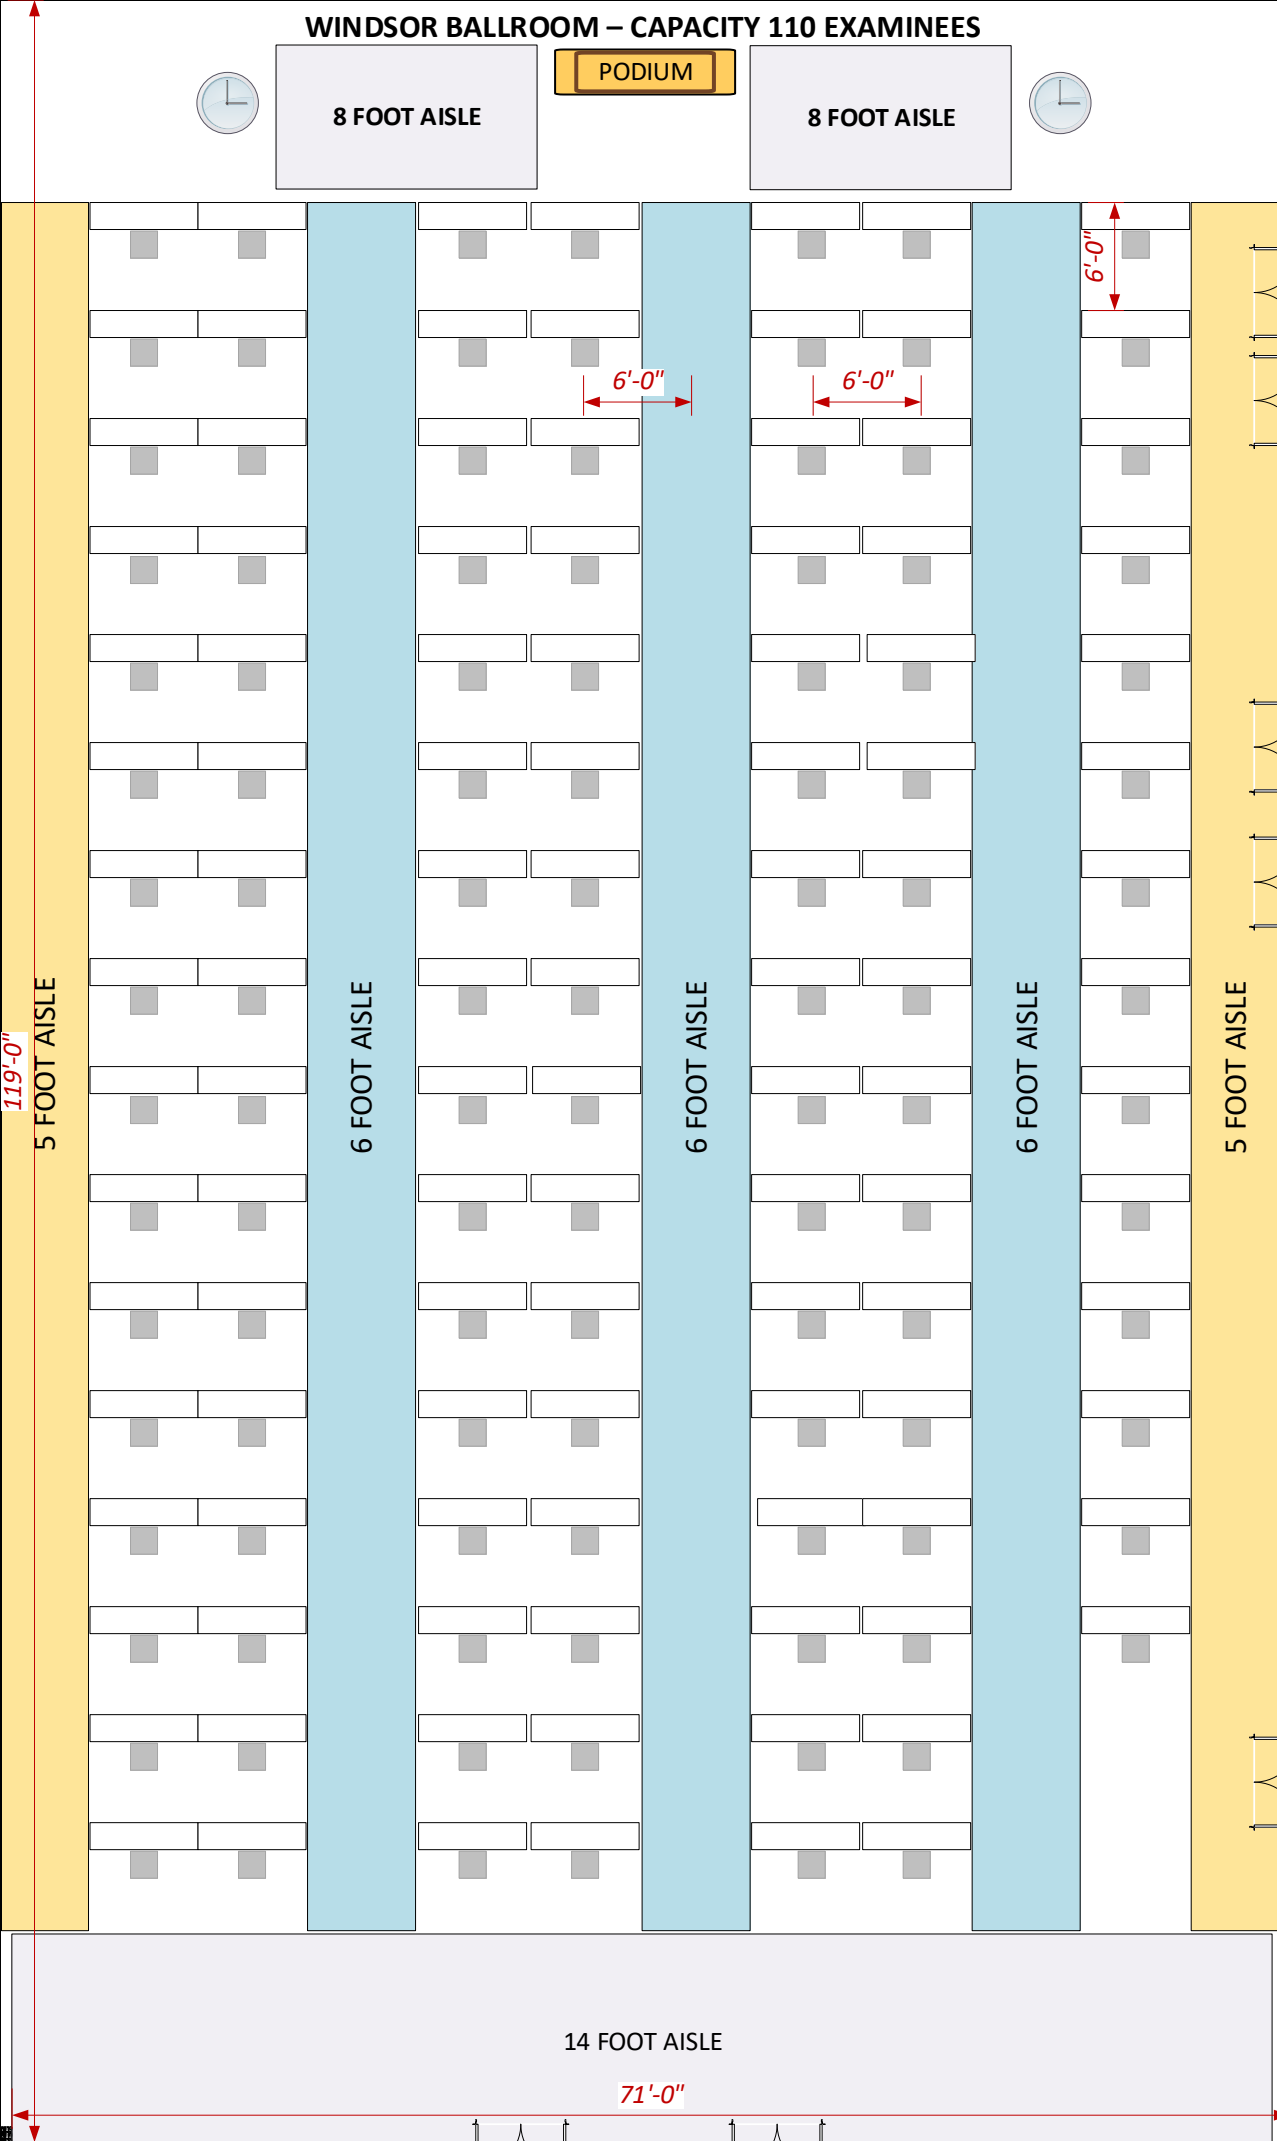 WINDSOR BALLROOM – CAPACITY 110 EXAMINEES
PODIUM
8 FOOT AISLE
8 FOOT AISLE
6'-0"
6'-0"
6'-0"
5 FOOT AISLE
6 FOOT AISLE
6 FOOT AISLE
6 FOOT AISLE
5 FOOT AISLE
119'-0"
14 FOOT AISLE
71'-0"